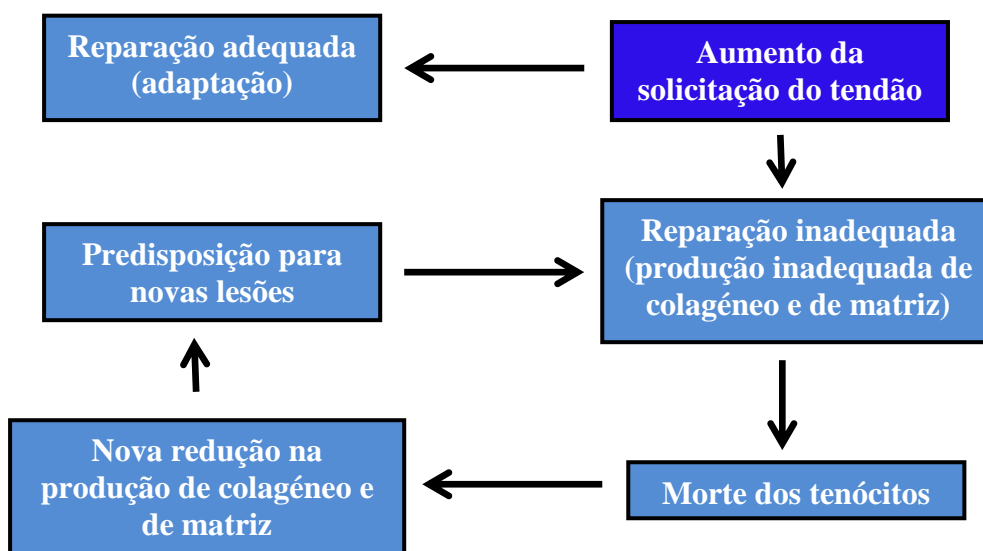 Reparação adequada
(adaptação)
Aumento da
solicitação do tendão
Predisposição para
novas lesões
Reparação inadequada
(produção inadequada de
colagéneo e de matriz)
Nova redução na
produção de colagéneo e
de matriz
Morte dos tenócitos